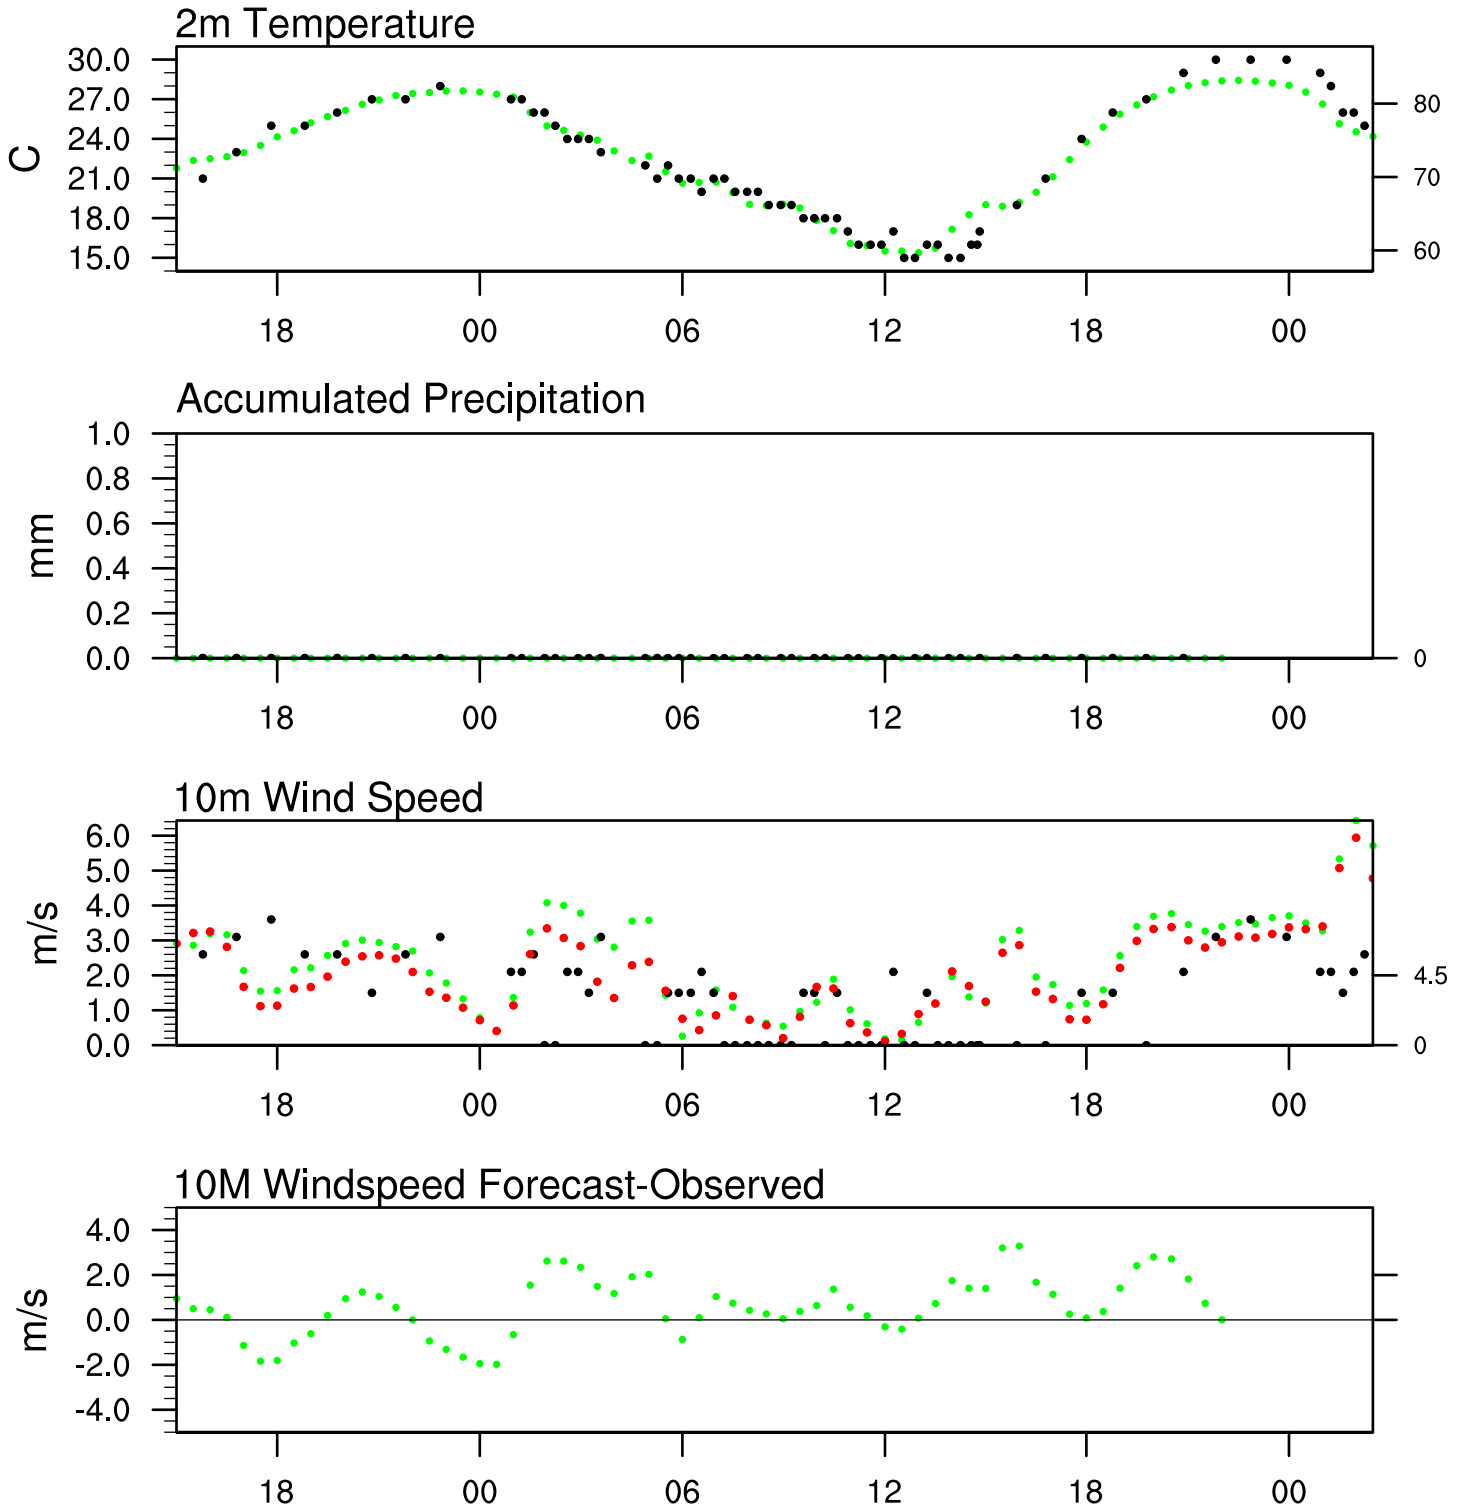 2m Temperature
30.0
27.0
24.0
21.0
18.0
15.0
C
80
70
60
18 00 06 12 18 00
Accumulated Precipitation
1.0
0.8
0.6
0.4
0.2
0.0
mm
0
18 00 06 12 18 00
10m Wind Speed
6.0
5.0
4.0
3.0
2.0
1.0
0.0
m/s
4.5
0
18 00 06 12 18 00
10M Windspeed Forecast-Observed
4.0
2.0
0.0
-2.0
-4.0
m/s
18 00 06 12 18 00